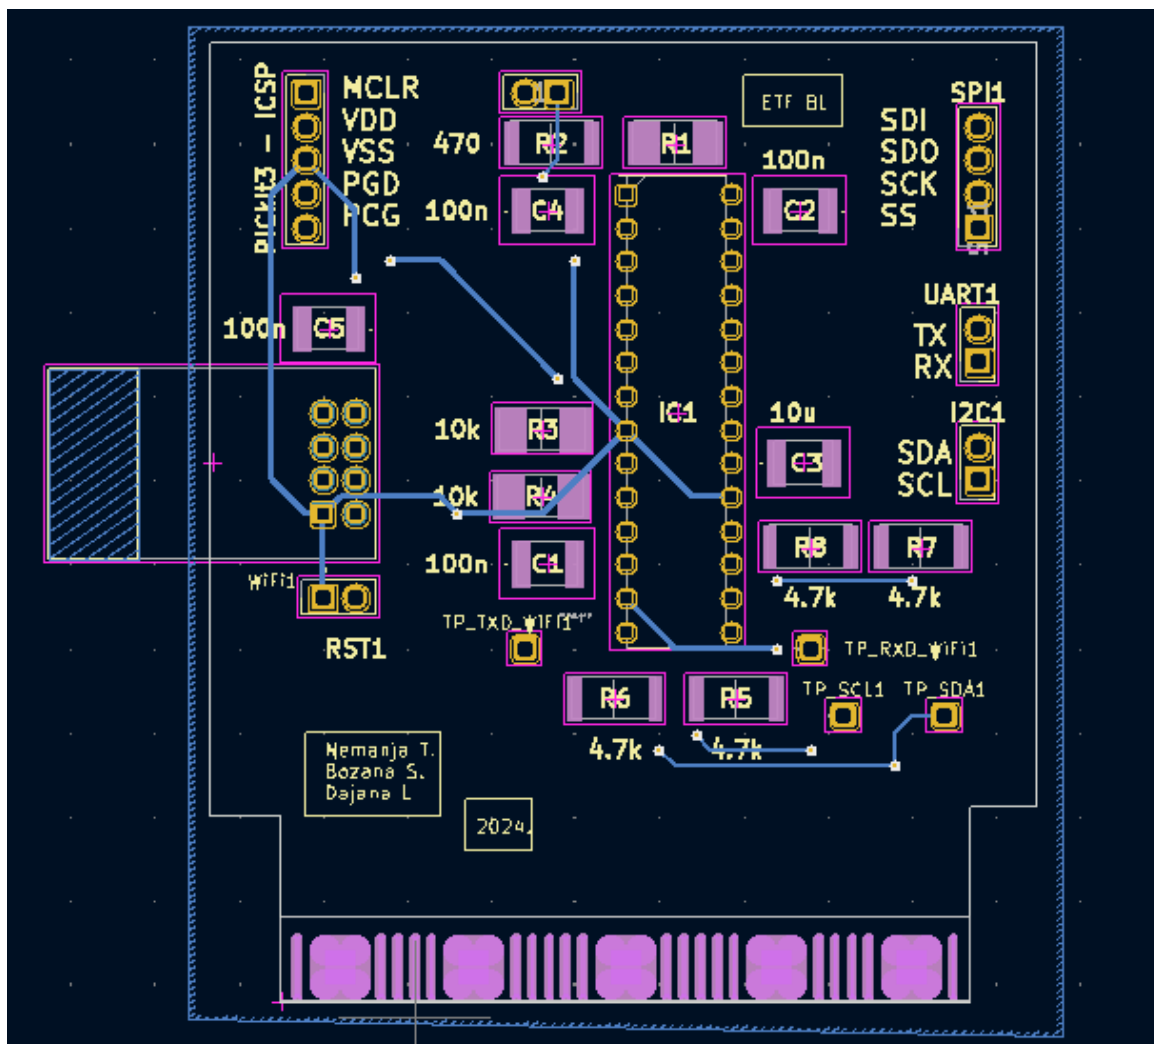 PICkit3 - ICSP
MCLR
VDD
VSS
PGD
PCG
ETF BL
SPI1
SDI
SDO
SCK
SS
470
R2
R1
100n
100n
C4
C2
UART1
TX
RX
100n
C5
I2C1
SDA
SCL
10k
R3
IC1
10u
C3
10k
R4
100n
C1
R8
R7
4.7k
4.7k
WiFi1
RST1
TP_TXD_WiFi1
TP_RXD_WiFi1
TP_SCL1
TP_SDA1
R6
R5
4.7k
4.7k
Nemanja T.
Bozana S.
Dajana L
2024.